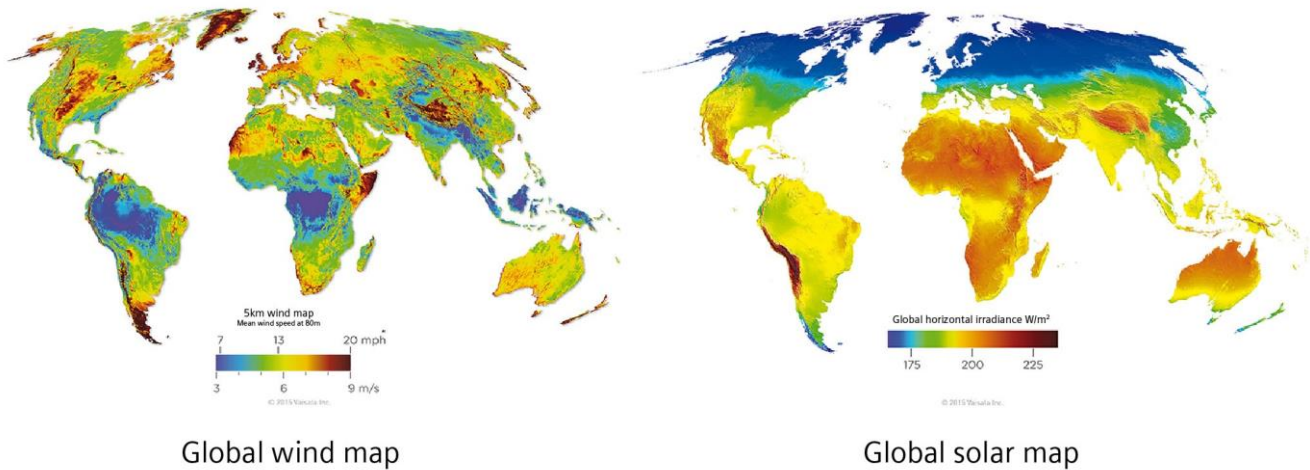 5km wind map
Mean wind speed at 80m
7 13 20 mph
3 6 9 m/s
© 2015 Vaisala Inc.
Global wind map
Global horizontal irradiance W/m²
175 200 225
© 2015 Vaisala Inc.
Global solar map